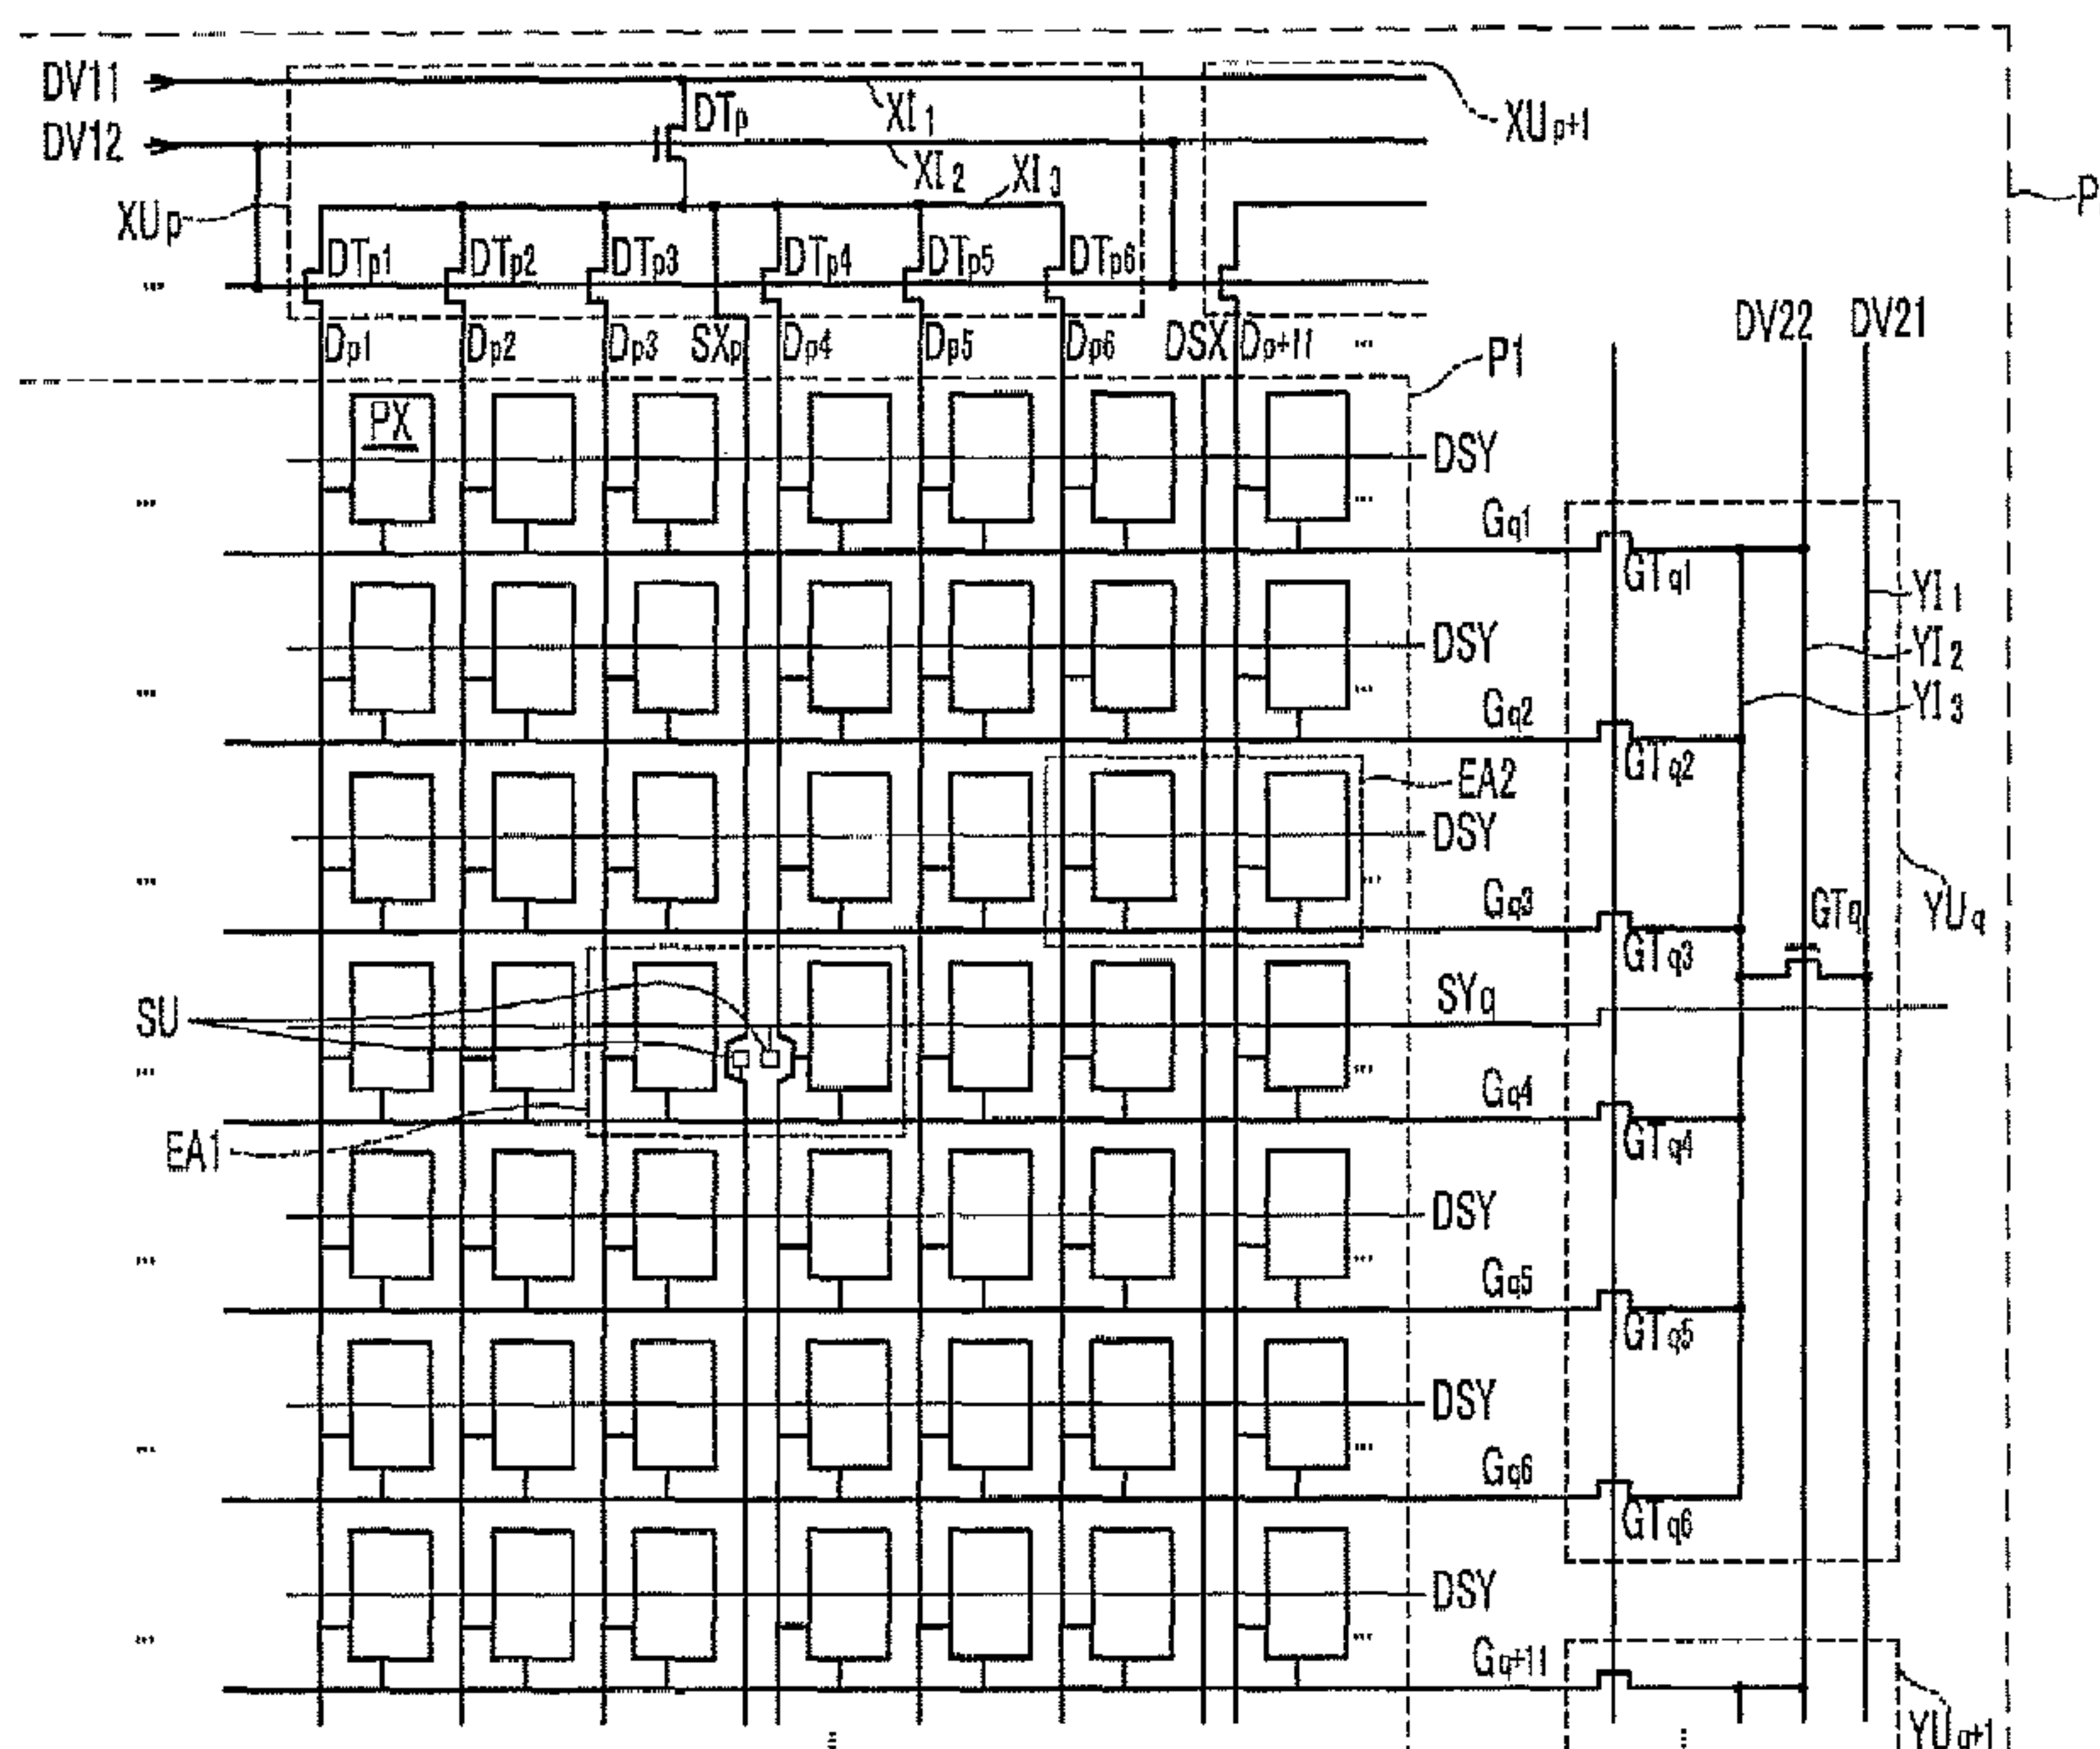 DV11
XI1
DTp
XUp+1
DV12
XI2
XI3
P
XUp
DTp1 DTp2 DTp3 DTp4 DTp5 DTp6
...
DV22 DV21
Dp1 Dp2 Dp3 SXp Dp4 Dp5 Dp6 DSX Dp+11 ...
P1
PX
DSY
... ...
Gq1
GTq1
YI1
DSY
YI2
... ...
Gq2
YI3
GTq2
EA2
DSY
... ...
Gq3
GTq
YUq
GTq3
SU
SYq
... ...
Gq4
EA1
GTq4
DSY
... ...
Gq5
GTq5
DSY
... ...
Gq6
GTq6
DSY
... ...
Gq+11
YUq+1
... ...